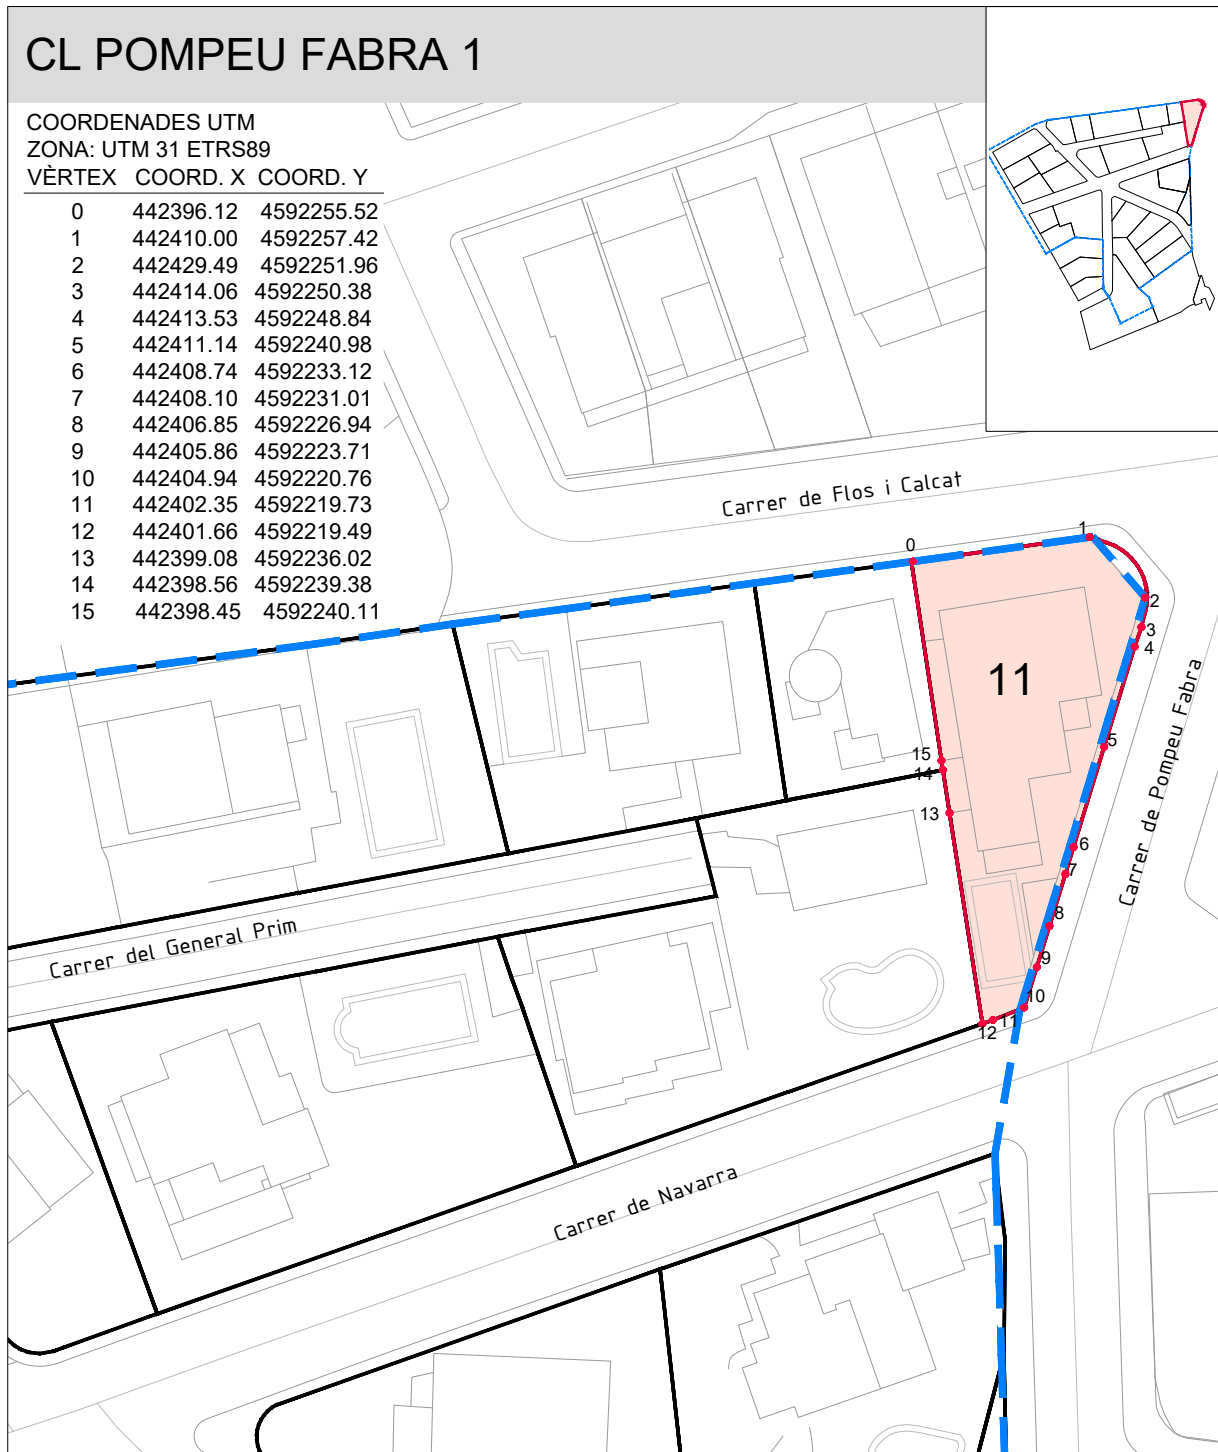 CL POMPEU FABRA 1
COORDENADES UTM
ZONA: UTM 31 ETRS89
VÈRTEX COORD. X COORD. Y
0 442396.12 4592255.52
1 442410.00 4592257.42
2 442429.49 4592251.96
3 442414.06 4592250.38
4 442413.53 4592248.84
5 442411.14 4592240.98
6 442408.74 4592233.12
7 442408.10 4592231.01
8 442406.85 4592226.94
9 442405.86 4592223.71
10 442404.94 4592220.76
11 442402.35 4592219.73
12 442401.66 4592219.49
13 442399.08 4592236.02
14 442398.56 4592239.38
15 442398.45 4592240.11
Carrer de Flos i Calcat
0
1
2
3
4
11
Carrer de Pompeu Fabra
5
15
14
13
6
7
8
Carrer del General Prim
9
10
11
12
Carrer de Navarra